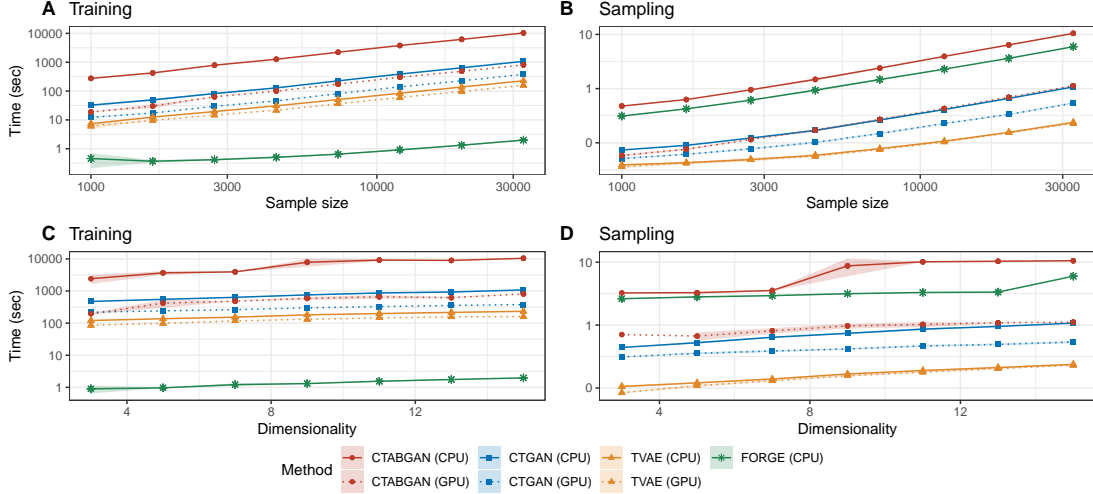 A Training
Time (sec)
10000
1000
100
10
1
1000
3000
10000
30000
Sample size
B Sampling
10
1
0
1000
3000
10000
30000
Sample size
C Training
Time (sec)
10000
1000
100
10
1
4
8
12
Dimensionality
D Sampling
10
1
0
4
8
12
Dimensionality
Method
CTABGAN (CPU)
CTGAN (CPU)
TVAE (CPU)
FORGE (CPU)
CTABGAN (GPU)
CTGAN (GPU)
TVAE (GPU)